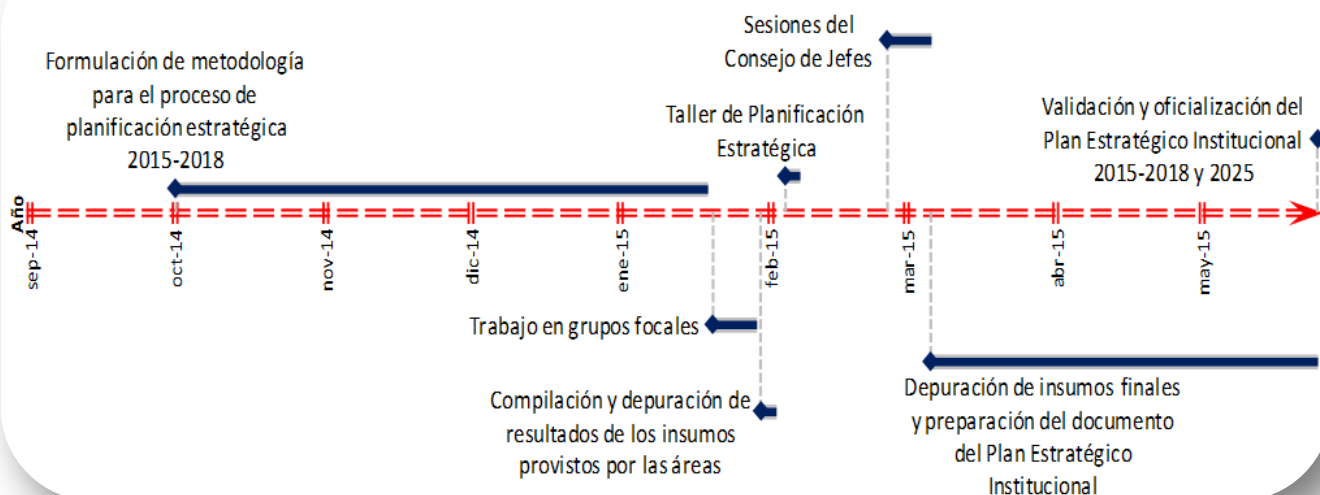 Formulación de metodología
para el proceso de
planificación estratégica
2015-2018
Sesiones del
Consejo de Jefes
Taller de Planificación
Estratégica
Validación y oficialización del
Plan Estratégico Institucional
2015-2018 y 2025
Año
sep-14
oct-14
nov-14
dic-14
ene-15
feb-15
mar-15
abr-15
may-15
Trabajo en grupos focales
Compilación y depuración de
resultados de los insumos
provistos por las áreas
Depuración de insumos finales
y preparación del documento
del Plan Estratégico
Institucional